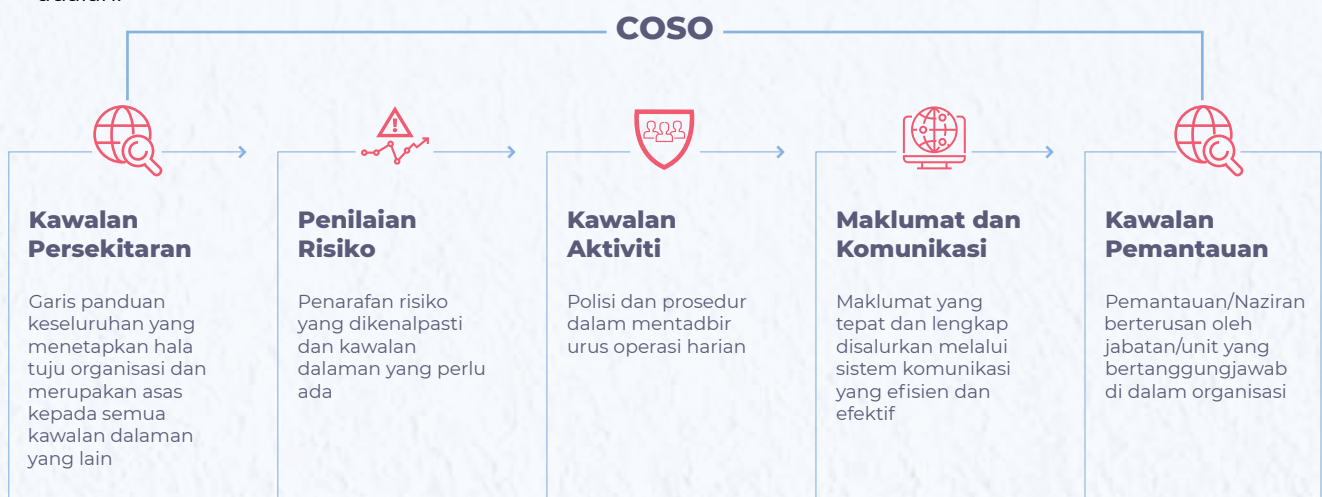 COSO
Kawalan
Persekitaran
Garis panduan
keseluruhan yang
menetapkan hala
tuju organisasi dan
merupakan asas
kepada semua
kawalan dalaman
yang lain
Penilaian
Risiko
Penarafan risiko
yang dikenalpasti
dan kawalan
dalaman yang perlu
ada
Kawalan
Aktiviti
Polisi dan prosedur
dalam mentadbir
urus operasi harian
Maklumat dan
Komunikasi
Maklumat yang
tepat dan lengkap
disalurkan melalui
sistem komunikasi
yang efisien dan
efektif
Kawalan
Pemantauan
Pemantauan/Naziran
berterusan oleh
jabatan/unit yang
bertanggungjawab
di dalam organisasi